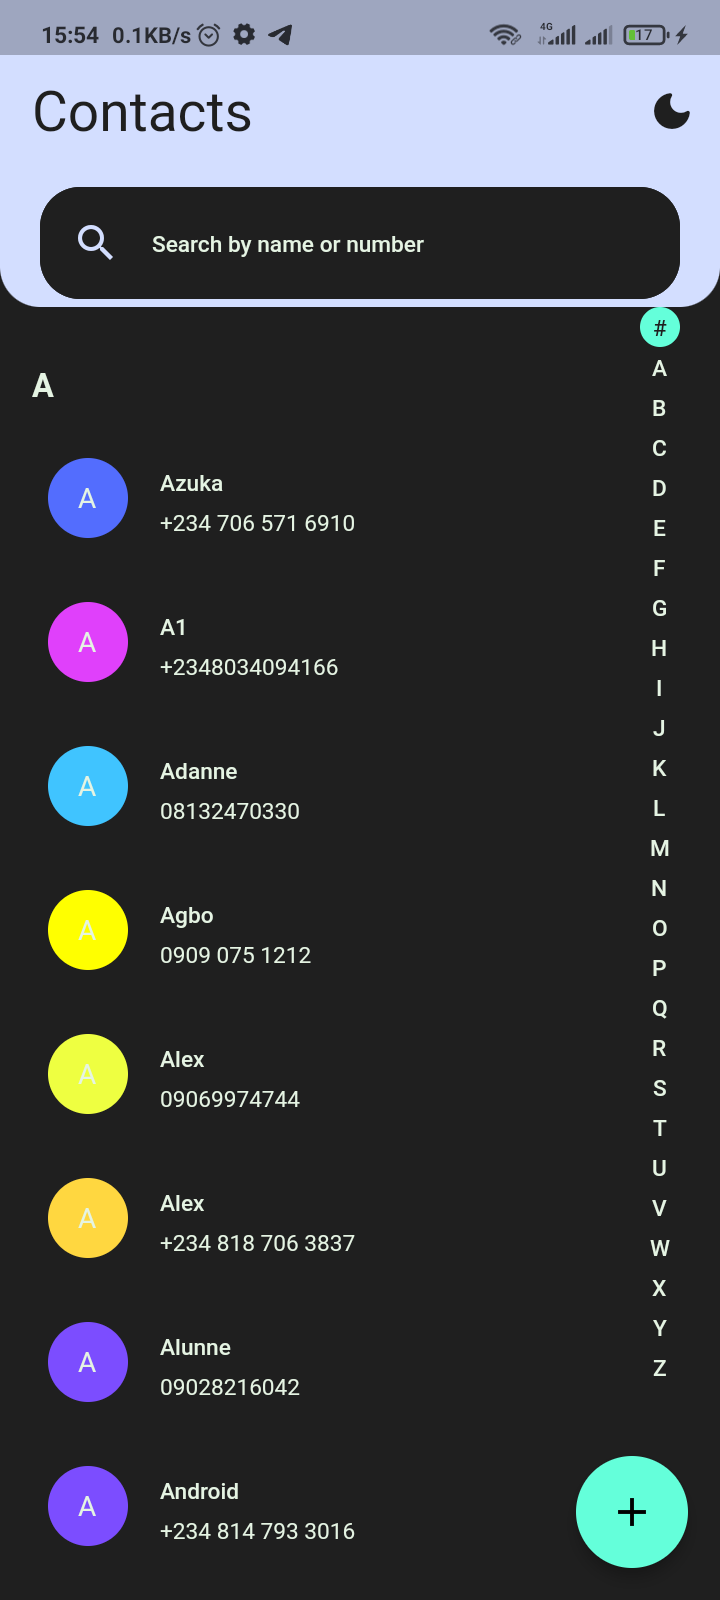 15:54 0.1KB/s 4G 17
Contacts
Search by name or number
#
A
A
B
C
D
E
F
G
H
I
J
K
L
M
N
O
P
Q
R
S
T
U
V
W
X
Y
Z
A
Azuka
+234 706 571 6910
A
A1
+2348034094166
A
Adanne
08132470330
A
Agbo
0909 075 1212
A
Alex
09069974744
A
Alex
+234 818 706 3837
A
Alunne
09028216042
A
Android
+234 814 793 3016
+